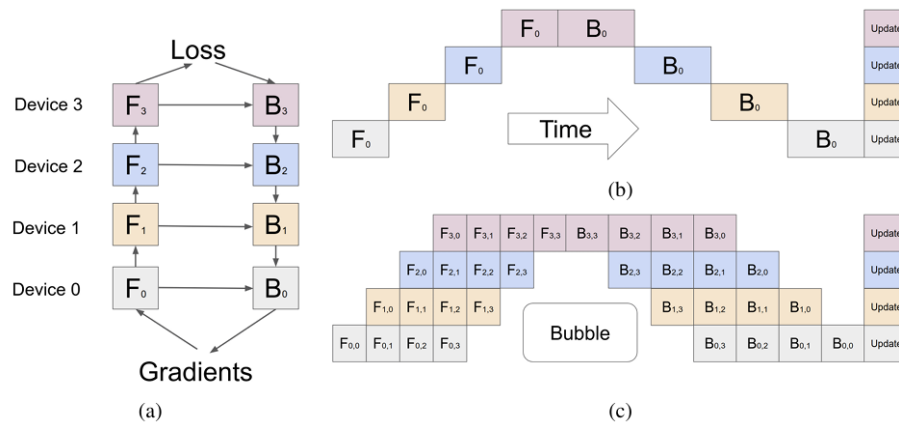 Loss
Device 3 F3 B3
Device 2 F2 B2
Device 1 F1 B1
Device 0 F0 B0
Gradients
(a)
F0 B0 Update
F0 B0 Update
F0 B0 Update
F0 B0 Update
Time
(b)
F3,0 F3,1 F3,2 F3,3 B3,3 B3,2 B3,1 B3,0 Update
F2,0 F2,1 F2,2 F2,3 B2,3 B2,2 B2,1 B2,0 Update
F1,0 F1,1 F1,2 F1,3 B1,3 B1,2 B1,1 B1,0 Update
F0,0 F0,1 F0,2 F0,3 B0,3 B0,2 B0,1 B0,0 Update
Bubble
(c)